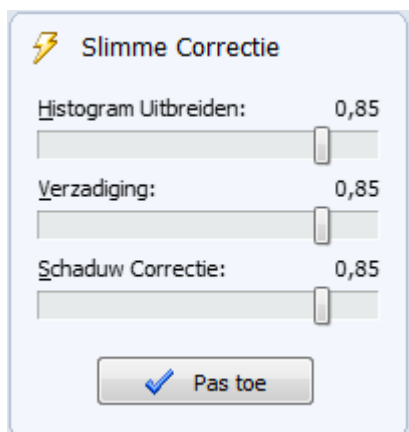 Slimme Correctie
Histogram Uitbreiden: 0,85
Verzadiging: 0,85
Schaduw Correctie: 0,85
Pas toe